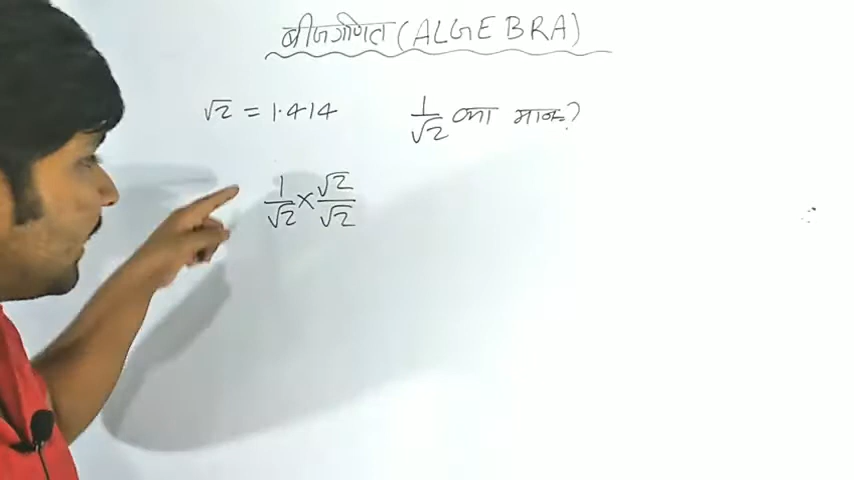 बीजगणित (ALGEBRA)
√2 = 1.414 1/√2 का मान?
1/√2 × √2/√2